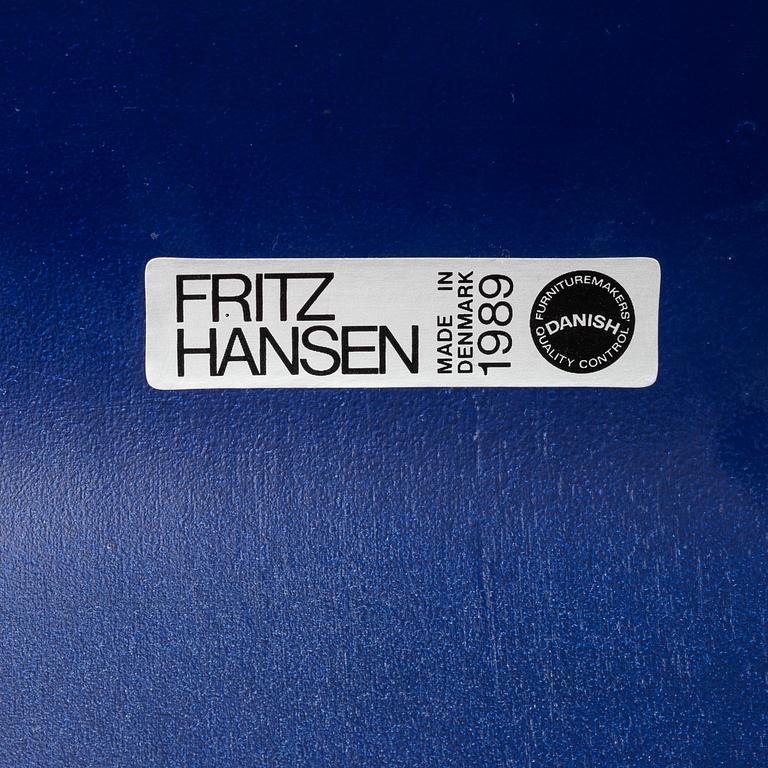 FRITZ
HANSEN
MADE IN
DENMARK
1989
FURNITUREMAKERS'
DANISH
QUALITY CONTROL